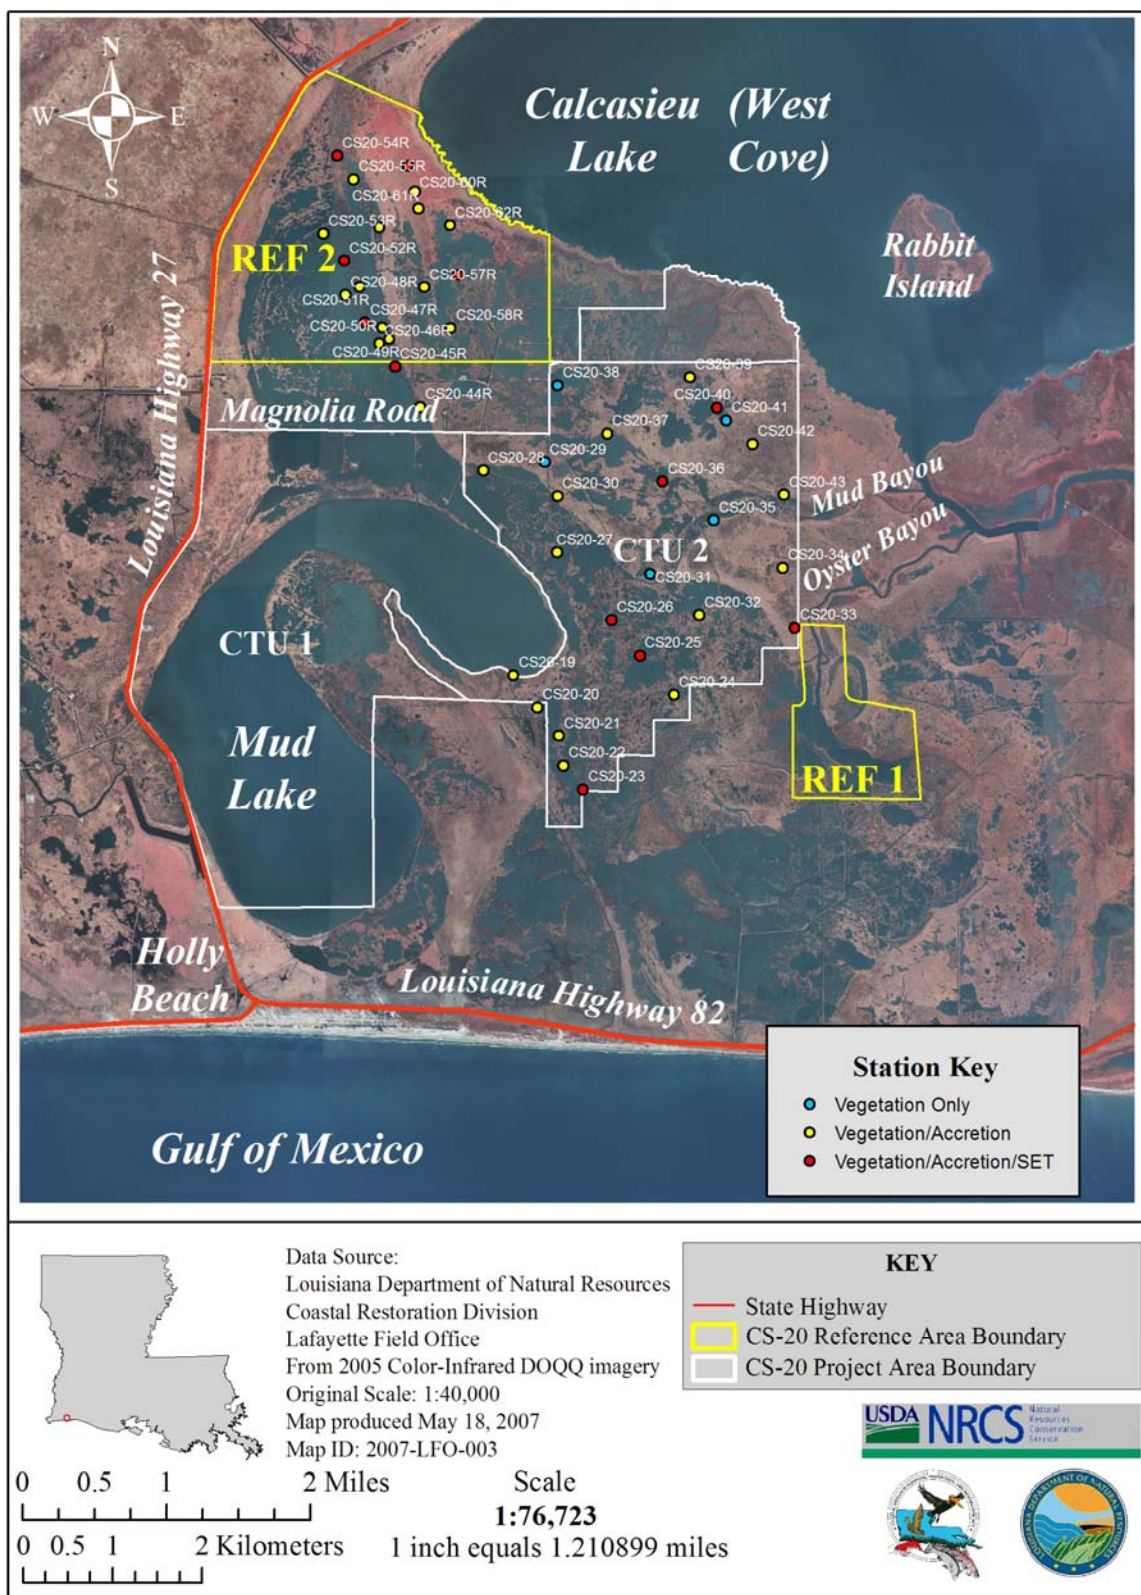 N
W
E
S
Calcasieu (West
Lake Cove)
Rabbit
Island
CS20-54R
CS20-55R
CS20-60R
CS20-61R
CS20-62R
CS20-53R
REF 2
CS20-52R
CS20-57R
CS20-48R
CS20-51R
CS20-47R
CS20-58R
CS20-50R
CS20-46R
CS20-49R
CS20-45R
CS20-44R
Louisiana Highway 27
Magnolia Road
CS20-38
CS20-39
CS20-40
CS20-41
CS20-37
CS20-42
CS20-29
CS20-28
CS20-36
CS20-43
CS20-30
CS20-35
Mud Bayou
Oyster Bayou
CS20-27
CTU 2
CS20-34
CS20-31
CS20-26
CS20-32
CS20-33
CTU 1
CS20-25
CS20-19
CS20-24
CS20-20
CS20-21
Mud
Lake
CS20-22
CS20-23
REF 1
Holly
Beach
Louisiana Highway 82
Gulf of Mexico
Station Key
Vegetation Only
Vegetation/Accretion
Vegetation/Accretion/SET
Data Source:
Louisiana Department of Natural Resources
Coastal Restoration Division
Lafayette Field Office
From 2005 Color-Infrared DOQQ imagery
Original Scale: 1:40,000
Map produced May 18, 2007
Map ID: 2007-LFO-003
KEY
State Highway
CS-20 Reference Area Boundary
CS-20 Project Area Boundary
USDA NRCS Natural
Resources
Conservation
Service
0 0.5 1 2 Miles
0 0.5 1 2 Kilometers
Scale
1:76,723
1 inch equals 1.210899 miles
LOUISIANA DEPARTMENT OF NATURAL RESOURCES